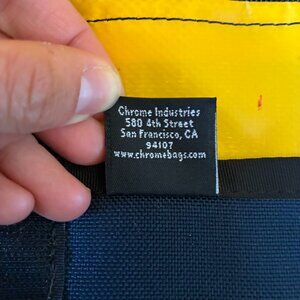 Chrome Industries
580 4th Street
San Francisco, CA
94107
www.chromebags.com